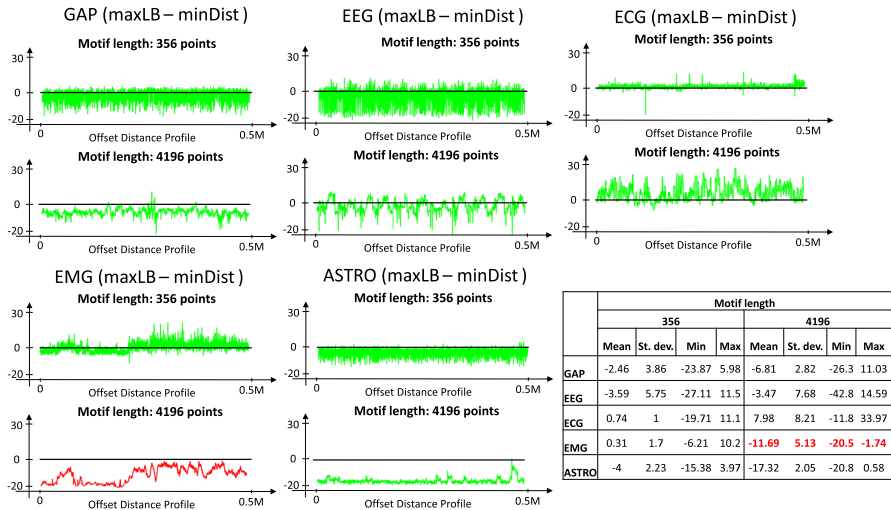 GAP (maxLB – minDist )
Motif length: 356 points
30
0
-20
0
0.5M
Offset Distance Profile
Motif length: 4196 points
30
0
-20
0
0.5M
Offset Distance Profile
EEG (maxLB – minDist )
Motif length: 356 points
30
0
-20
0
0.5M
Offset Distance Profile
Motif length: 4196 points
30
0
-20
0
0.5M
Offset Distance Profile
ECG (maxLB – minDist )
Motif length: 356 points
30
0
-20
0
0.5M
Offset Distance Profile
Motif length: 4196 points
30
0
-20
0
0.5M
Offset Distance Profile
EMG (maxLB – minDist )
Motif length: 356 points
30
0
-20
0
0.5M
Offset Distance Profile
Motif length: 4196 points
30
0
-20
0
0.5M
Offset Distance Profile
ASTRO (maxLB – minDist )
Motif length: 356 points
30
0
-20
0
0.5M
Offset Distance Profile
Motif length: 4196 points
30
0
-20
0
0.5M
Offset Distance Profile
Motif length
356 4196
Mean St. dev. Min Max Mean St. dev. Min Max
GAP -2.46 3.86 -23.87 5.98 -6.81 2.82 -26.3 11.03
EEG -3.59 5.75 -27.11 11.5 -3.47 7.68 -42.8 14.59
ECG 0.74 1 -19.71 11.1 7.98 8.21 -11.8 33.97
EMG 0.31 1.7 -6.21 10.2 -11.69 5.13 -20.5 -1.74
ASTRO -4 2.23 -15.38 3.97 -17.32 2.05 -20.8 0.58